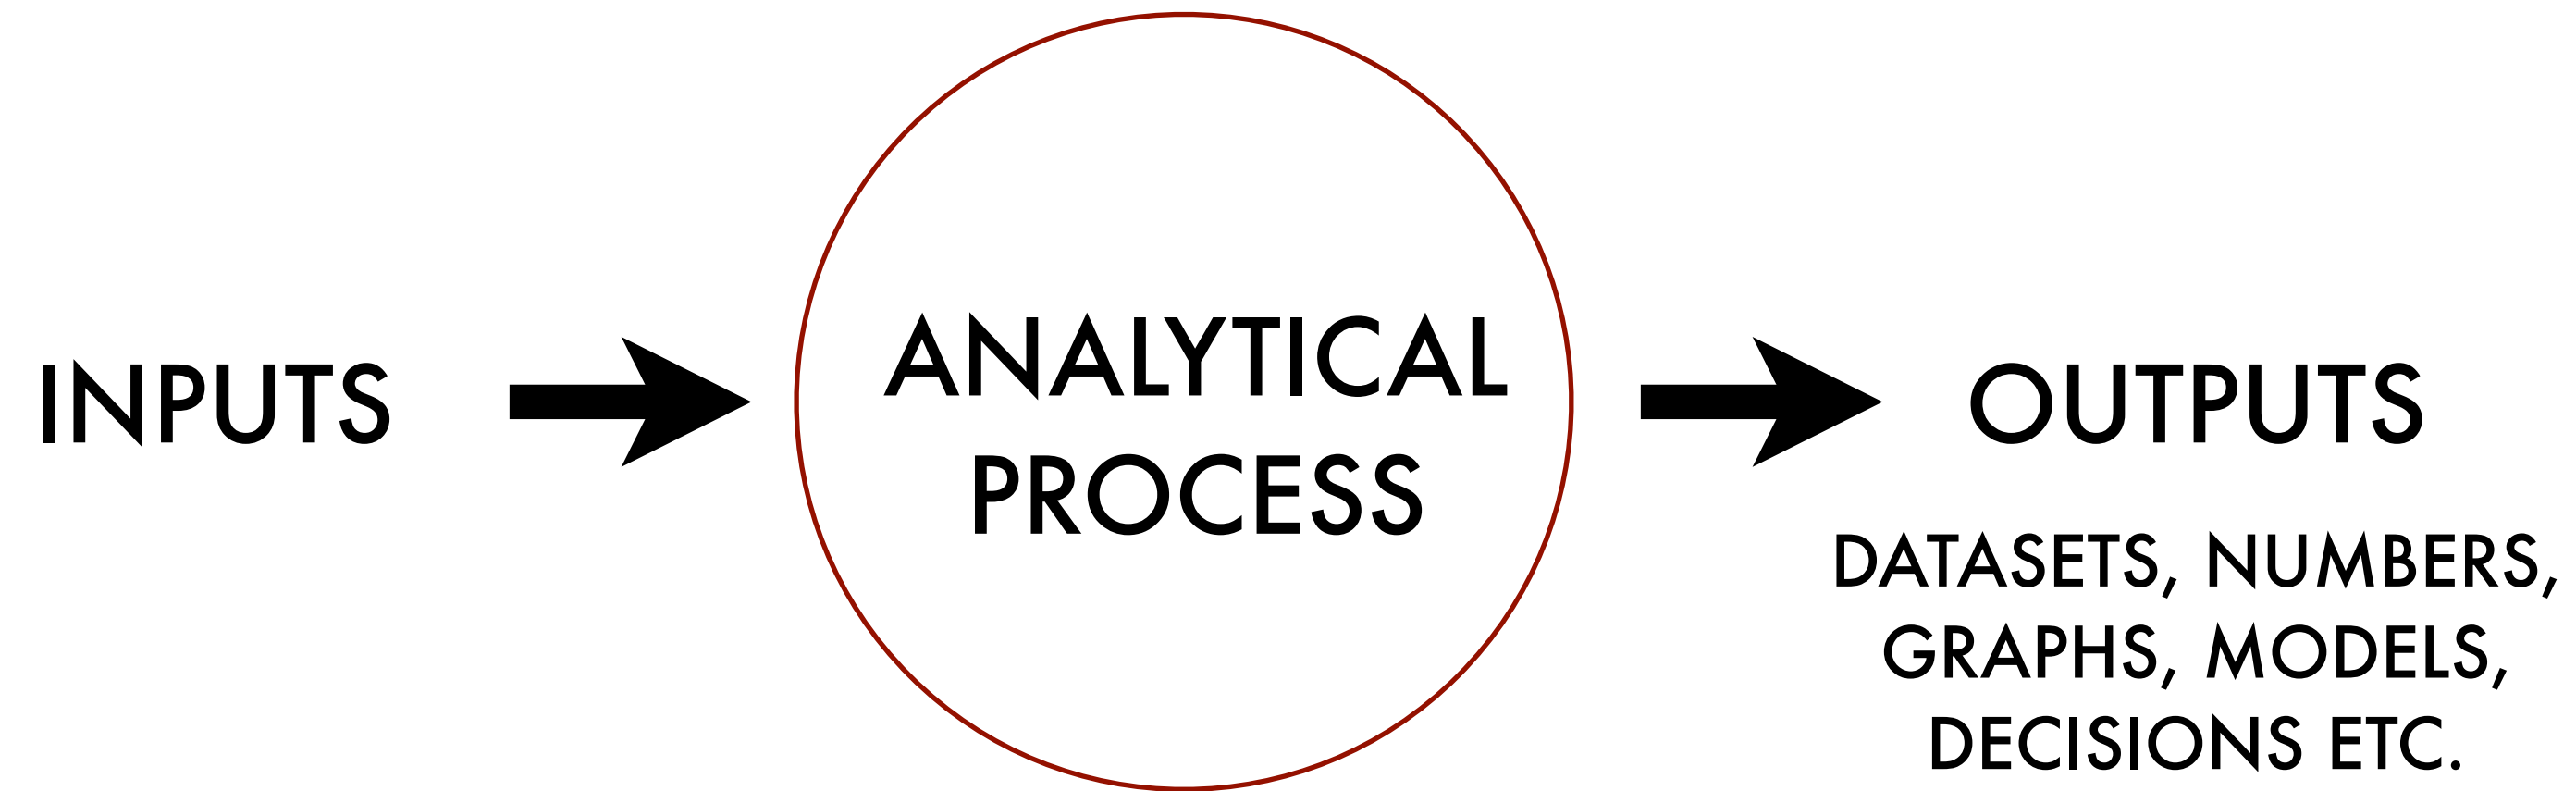 INPUTS
ANALYTICAL
PROCESS
OUTPUTS
DATASETS, NUMBERS,
GRAPHS, MODELS,
DECISIONS ETC.